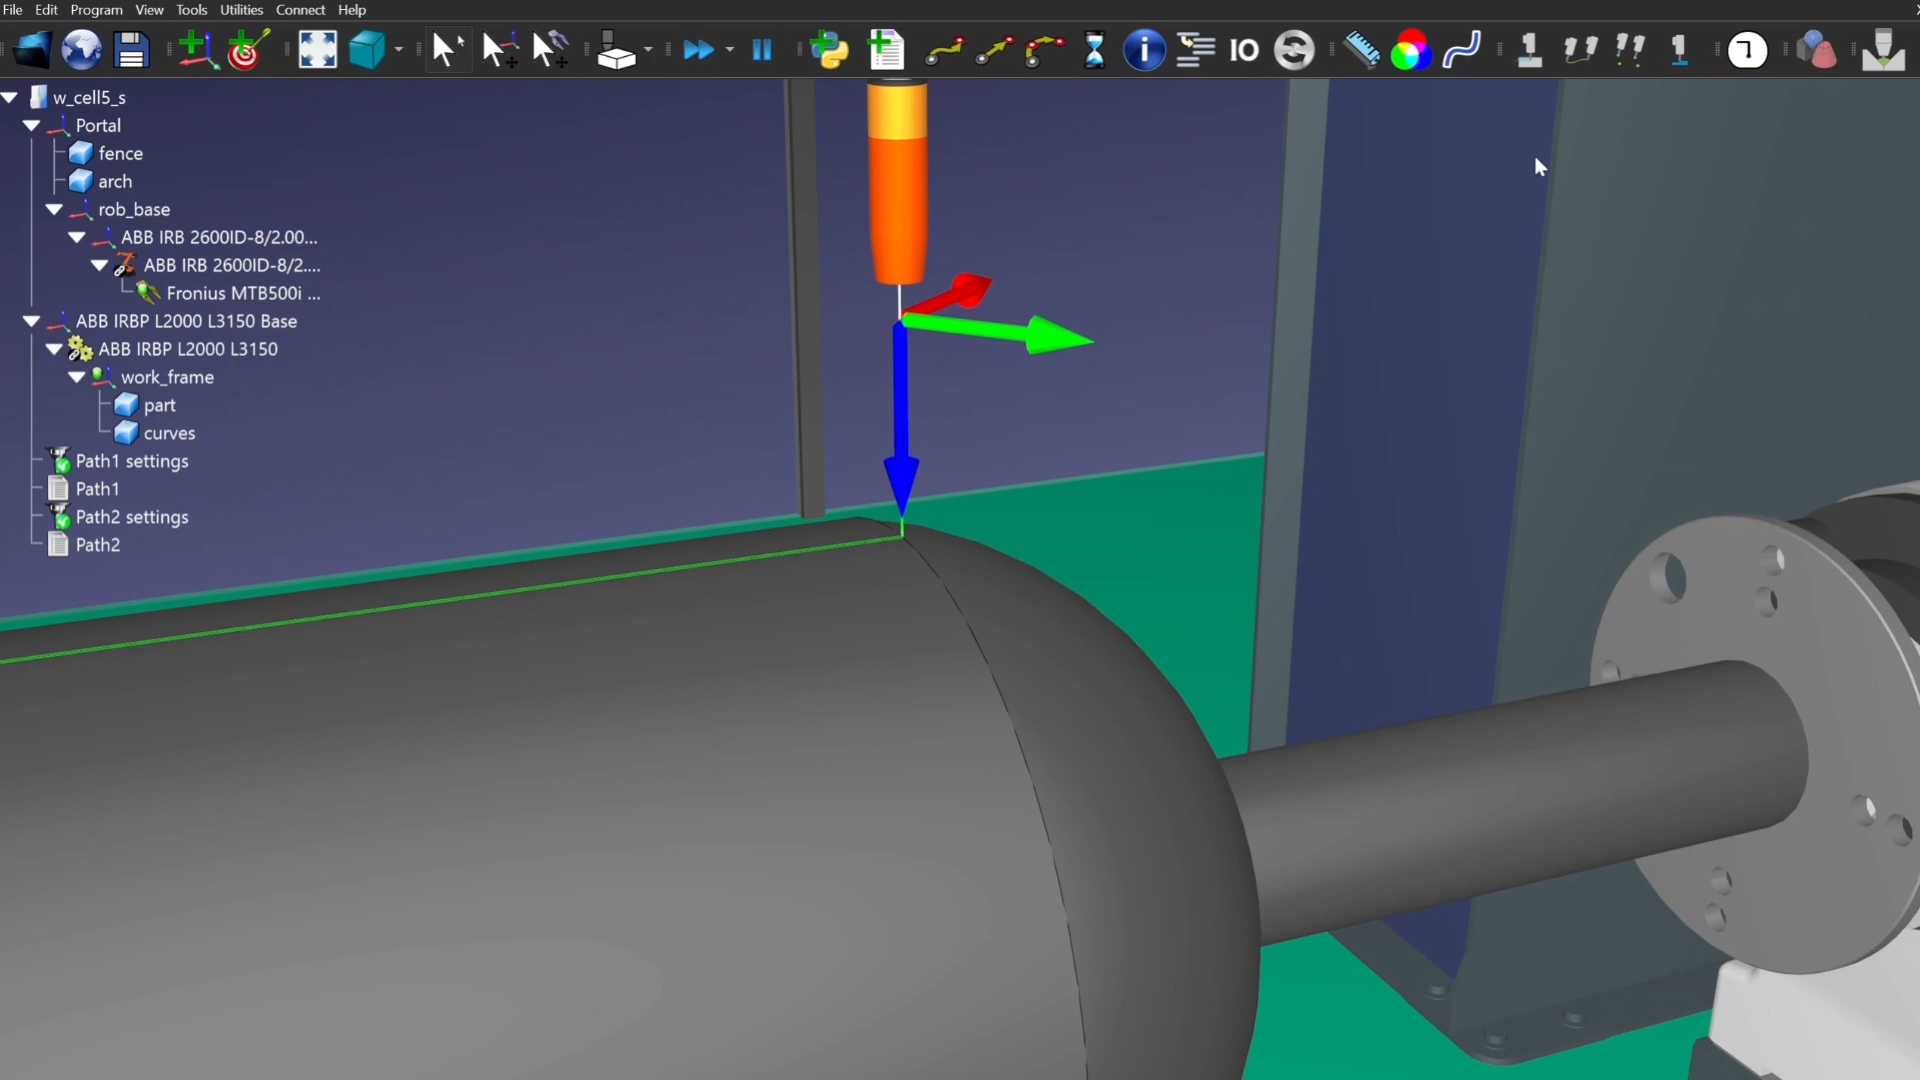 File Edit Program View Tools Utilities Connect Help
IO
w_cell5_s
Portal
fence
arch
rob_base
ABB IRB 2600ID-8/2.00...
ABB IRB 2600ID-8/2....
Fronius MTB500i ...
ABB IRBP L2000 L3150 Base
ABB IRBP L2000 L3150
work_frame
part
curves
Path1 settings
Path1
Path2 settings
Path2